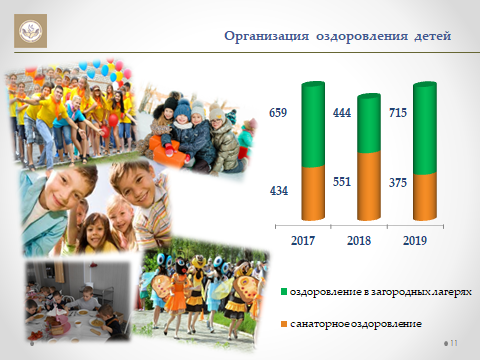 Организация оздоровления детей
659 444 715
434 551 375
2017 2018 2019
оздоровление в загородных лагерях
санаторное оздоровление
11